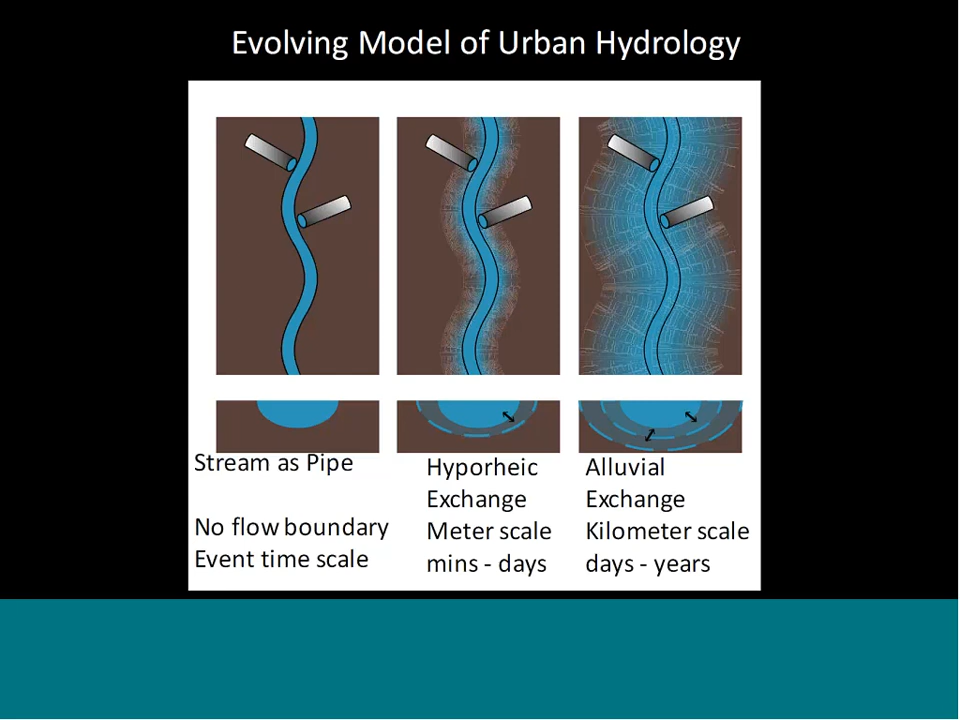 Evolving Model of Urban Hydrology
Stream as Pipe
No flow boundary
Event time scale
Hyporheic
Exchange
Meter scale
mins - days
Alluvial
Exchange
Kilometer scale
days - years